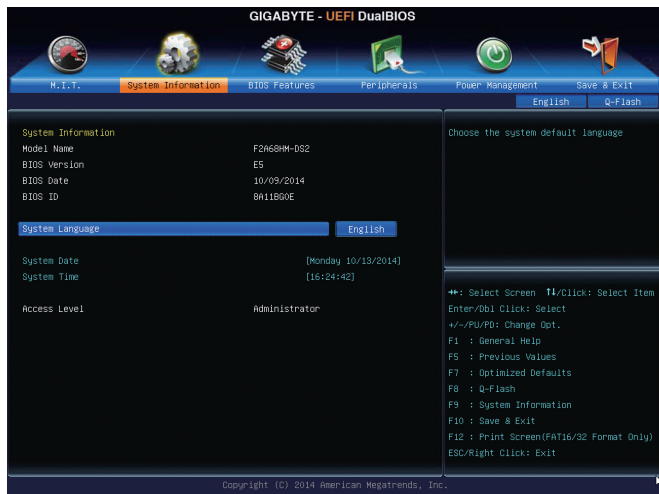 GIGABYTE - UEFI DualBIOS
M.I.T. System Information BIOS Features Peripherals Power Management Save & Exit
English Q-Flash
System Information
Model Name F2A68HM-DS2
BIOS Version E5
BIOS Date 10/09/2014
BIOS ID 8A11BG0E
System Language English
System Date [Monday 10/13/2014]
System Time [16:24:42]
Access Level Administrator
Choose the system default language
→←: Select Screen ↑↓/Click: Select Item
Enter/Dbl Click: Select
+/-/PU/PD: Change Opt.
F1 : General Help
F5 : Previous Values
F7 : Optimized Defaults
F8 : Q-Flash
F9 : System Information
F10 : Save & Exit
F12 : Print Screen(FAT16/32 Format Only)
ESC/Right Click: Exit
Copyright (C) 2014 American Megatrends, Inc.